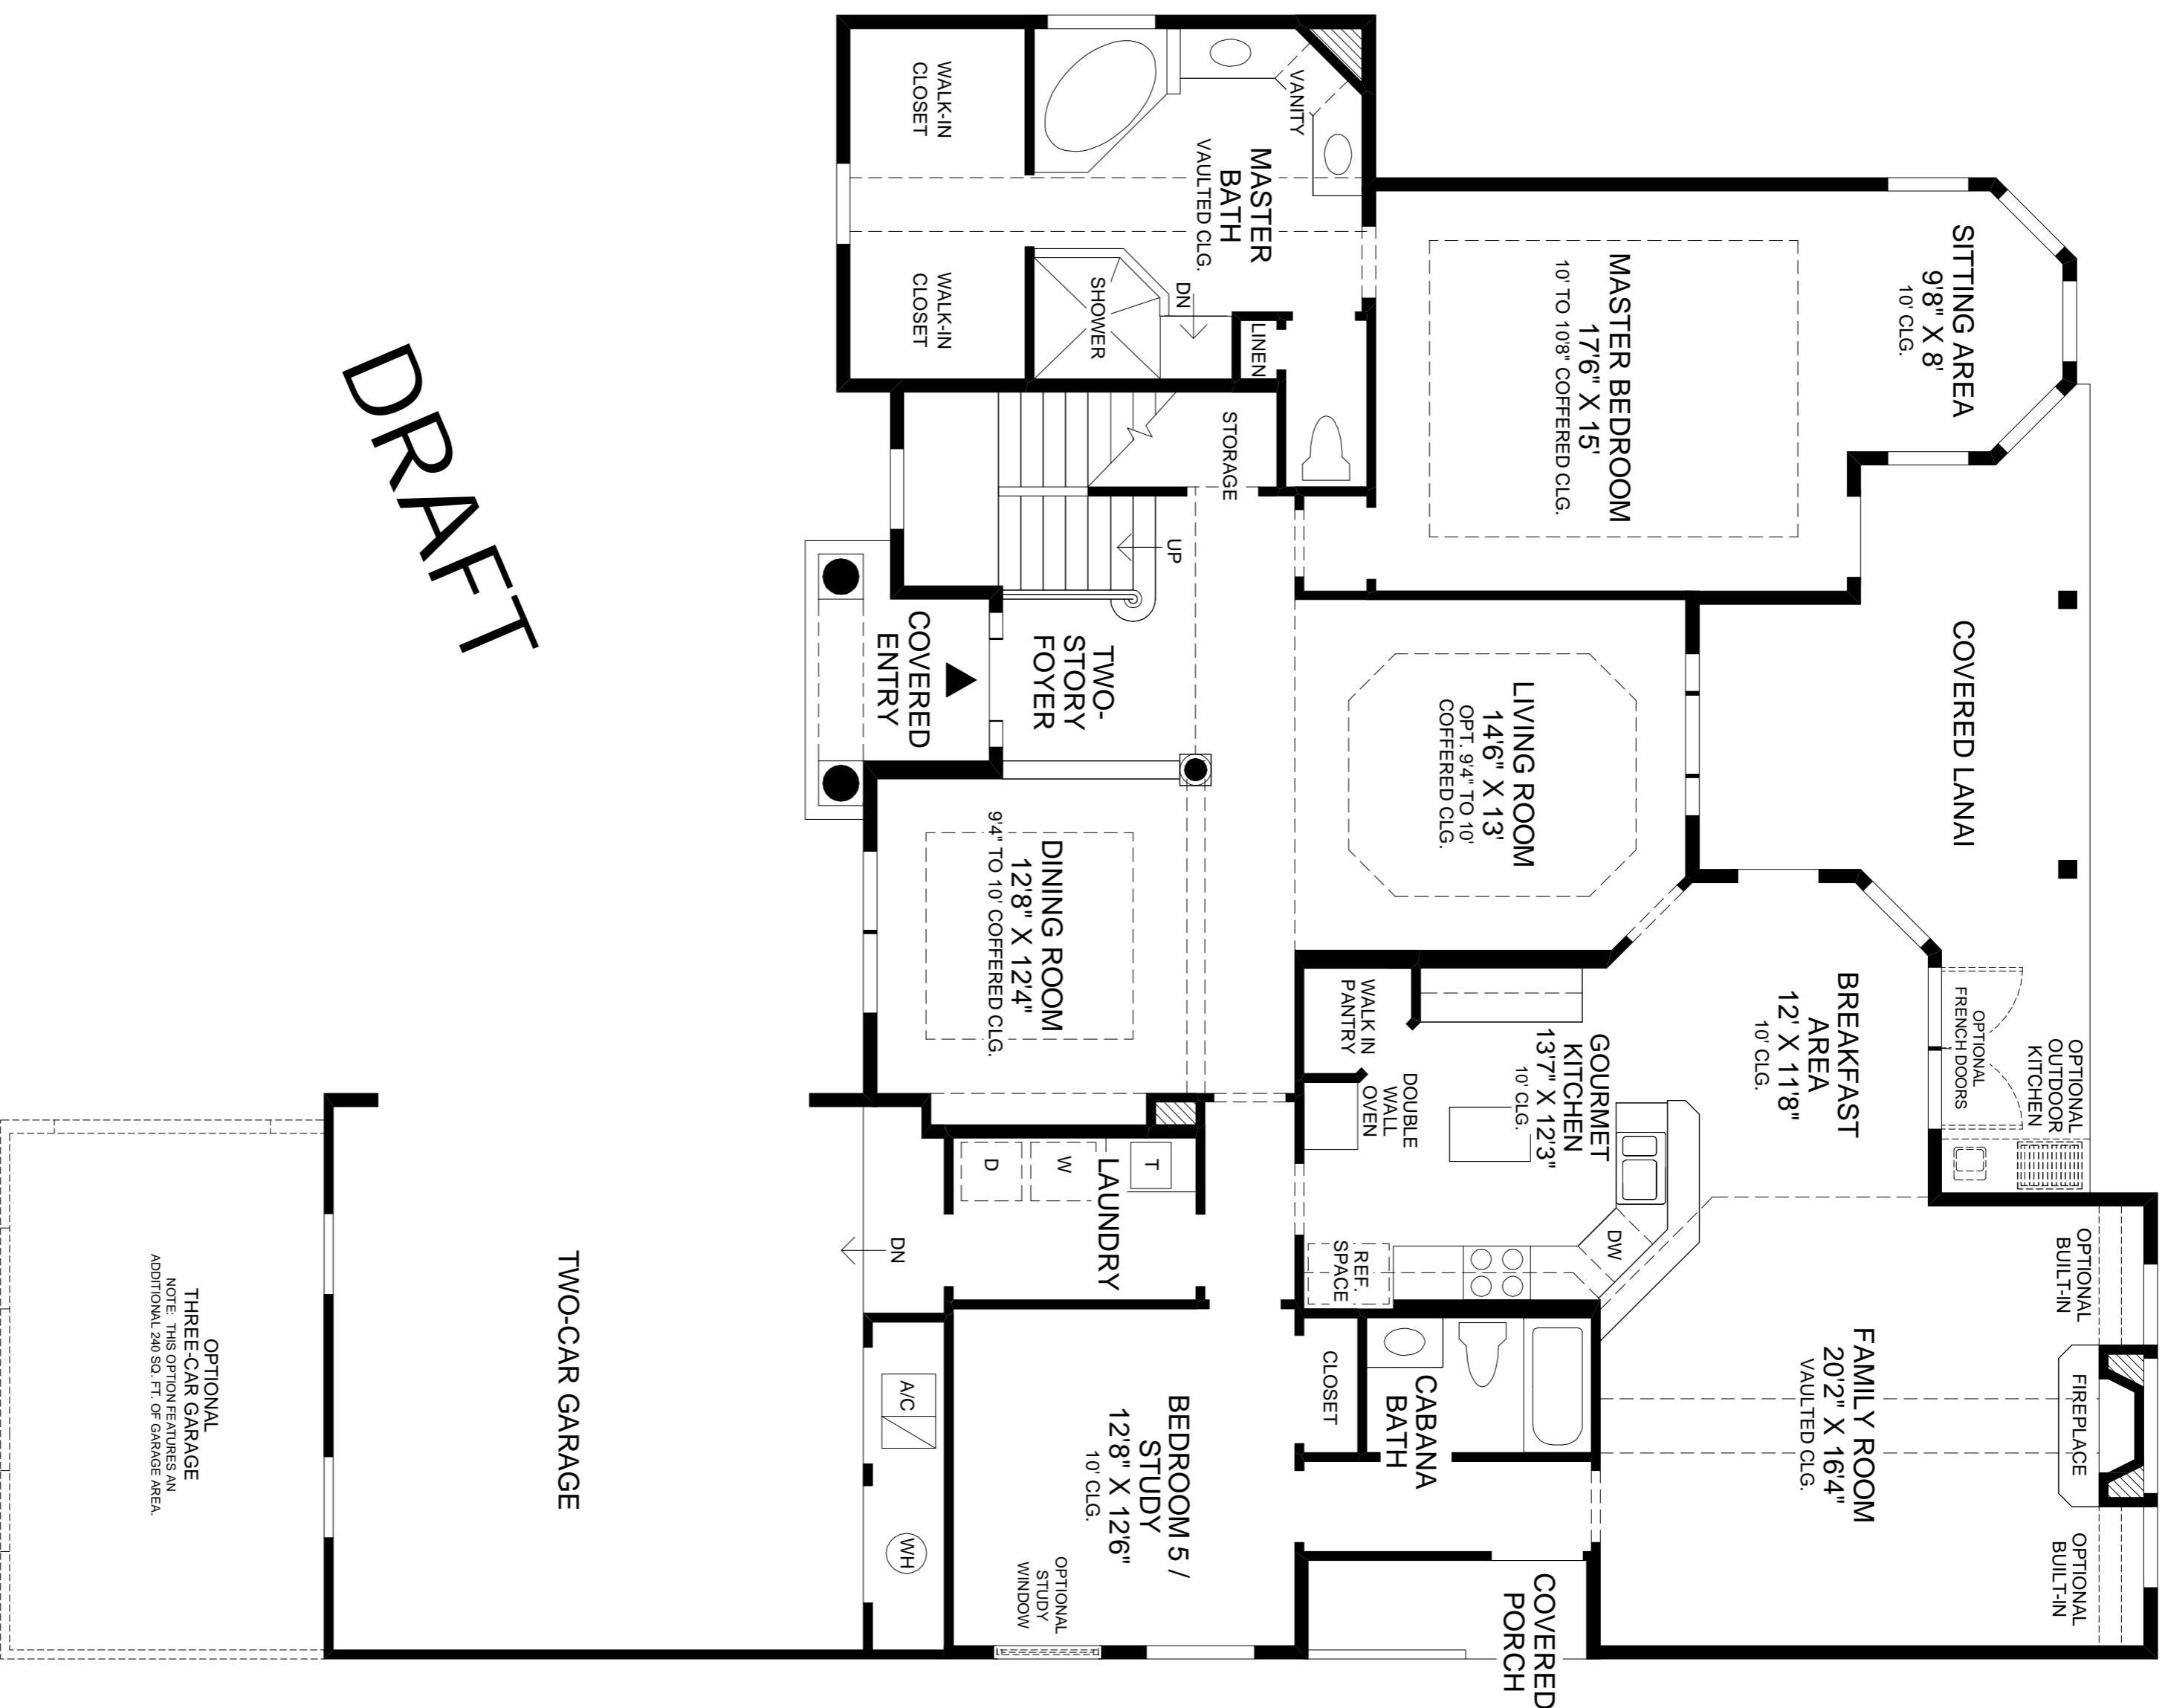 SITTING AREA
9'8" X 8'
10' CLG.
COVERED LANAI
OPTIONAL
OUTDOOR
KITCHEN
OPTIONAL
FRENCH DOORS
OPTIONAL
BUILT-IN
FIREPLACE
OPTIONAL
BUILT-IN
MASTER BEDROOM
17'6" X 15'
10' TO 10'8" COFFERED CLG.
BREAKFAST
AREA
12' X 11'8"
10' CLG.
FAMILY ROOM
20'2" X 16'4"
VAULTED CLG.
LIVING ROOM
14'6" X 13'
OPT. 9'4" TO 10'
COFFERED CLG.
GOURMET
KITCHEN
13'7" X 12'3"
10' CLG.
DW
DOUBLE
WALL
OVEN
WALK IN
PANTRY
REF.
SPACE
CABANA
BATH
CLOSET
COVERED
PORCH
VANITY
MASTER
BATH
VAULTED CLG.
LINEN
DN
SHOWER
STORAGE
UP
WALK-IN
CLOSET
WALK-IN
CLOSET
TWO-
STORY
FOYER
COVERED
ENTRY
DINING ROOM
12'8" X 12'4"
9'4" TO 10' COFFERED CLG.
T
W
D
LAUNDRY
DN
BEDROOM 5 /
STUDY
12'8" X 12'6"
10' CLG.
OPTIONAL
STUDY
WINDOW
A/C
WH
TWO-CAR GARAGE
OPTIONAL
THREE-CAR GARAGE
NOTE: THIS OPTION FEATURES AN
ADDITIONAL 240 SQ. FT. OF GARAGE AREA.
DRAFT